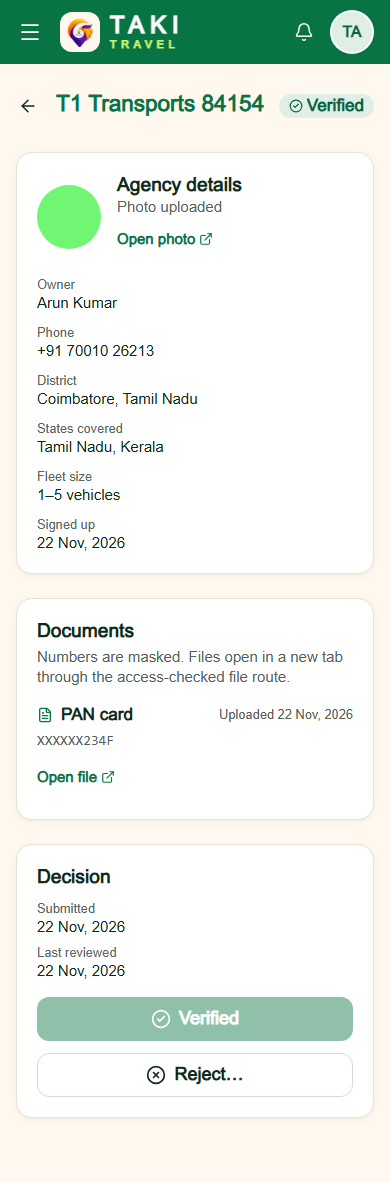 TAKI
TRAVEL
TA
T1 Transports 84154
Verified
Agency details
Photo uploaded
Open photo
Owner
Arun Kumar
Phone
+91 70010 26213
District
Coimbatore, Tamil Nadu
States covered
Tamil Nadu, Kerala
Fleet size
1–5 vehicles
Signed up
22 Nov, 2026
Documents
Numbers are masked. Files open in a new tab
through the access-checked file route.
PAN card
Uploaded 22 Nov, 2026
XXXXXX234F
Open file
Decision
Submitted
22 Nov, 2026
Last reviewed
22 Nov, 2026
Verified
Reject…